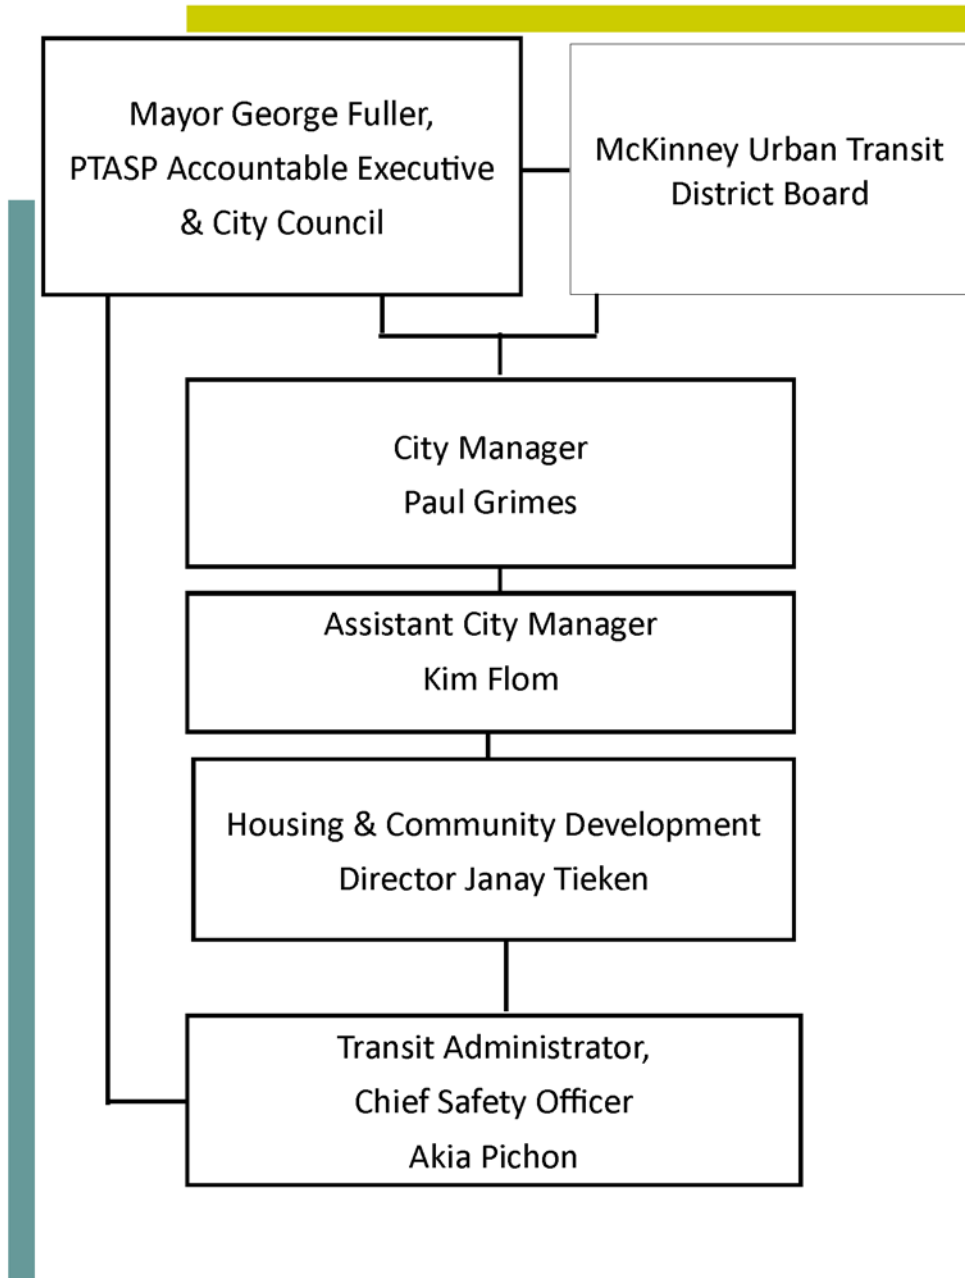 Mayor George Fuller,
PTASP Accountable Executive
& City Council
McKinney Urban Transit
District Board
City Manager
Paul Grimes
Assistant City Manager
Kim Flom
Housing & Community Development
Director Janay Tieken
Transit Administrator,
Chief Safety Officer
Akia Pichon